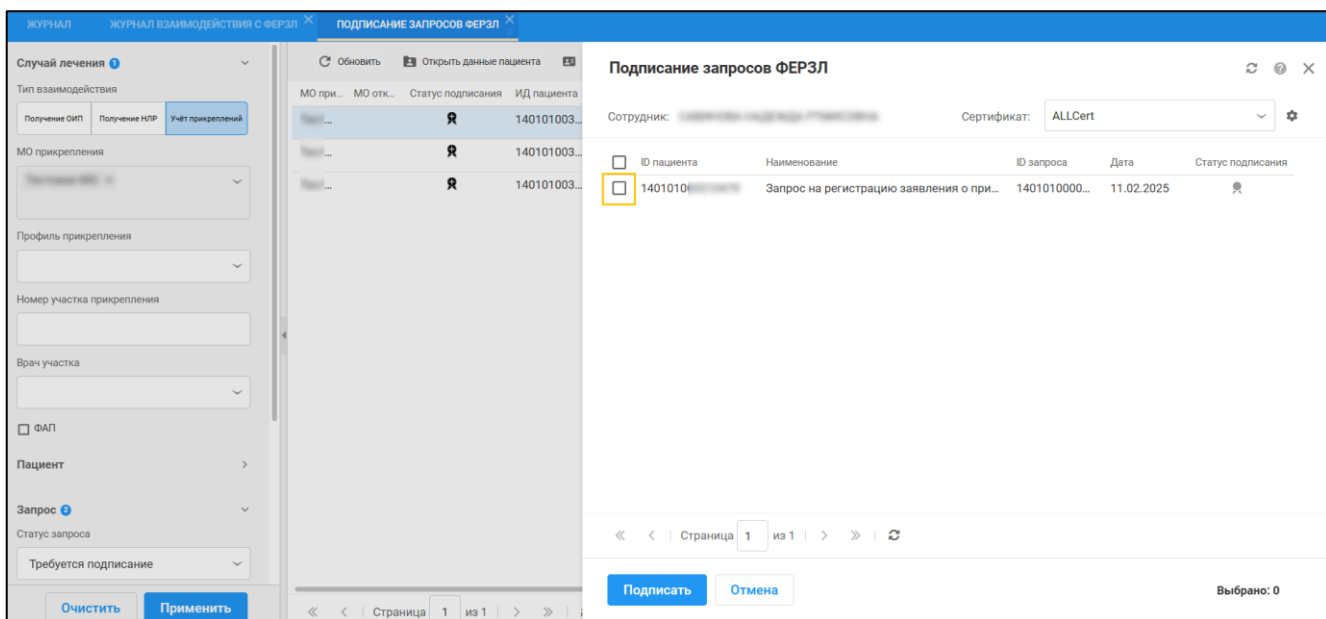 ЖУРНАЛ ЖУРНАЛ ВЗАИМОДЕЙСТВИЯ С ФЕРЗЛ ПОДПИСАНИЕ ЗАПРОСОВ ФЕРЗЛ
Случай лечения 1
Тип взаимодействия
Получение ОИП Получение НЛР Учёт прикреплений
МО прикрепления
Профиль прикрепления
Номер участка прикрепления
Врач участка
ФАП
Пациент
Запрос 2
Статус запроса
Требуется подписание
Очистить Применить
Обновить Открыть данные пациента
МО при... МО отк... Статус подписания ИД пациента
140101003...
140101003...
140101003...
Страница 1 из 1
Подписание запросов ФЕРЗЛ
Сотрудник: Сертификат: ALLCert
ID пациента Наименование ID запроса Дата Статус подписания
1401010 Запрос на регистрацию заявления о при... 1401010000... 11.02.2025
Страница 1 из 1
Подписать Отмена Выбрано: 0